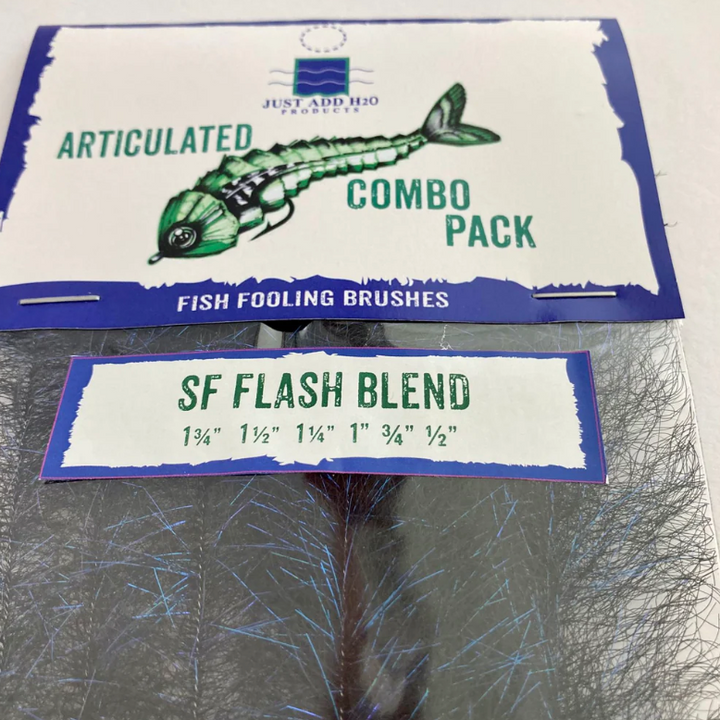 JUST ADD H2O
PRODUCTS
ARTICULATED
COMBO
PACK
FISH FOOLING BRUSHES
SF FLASH BLEND
1¾” 1½” 1¼” 1” ¾” ½”